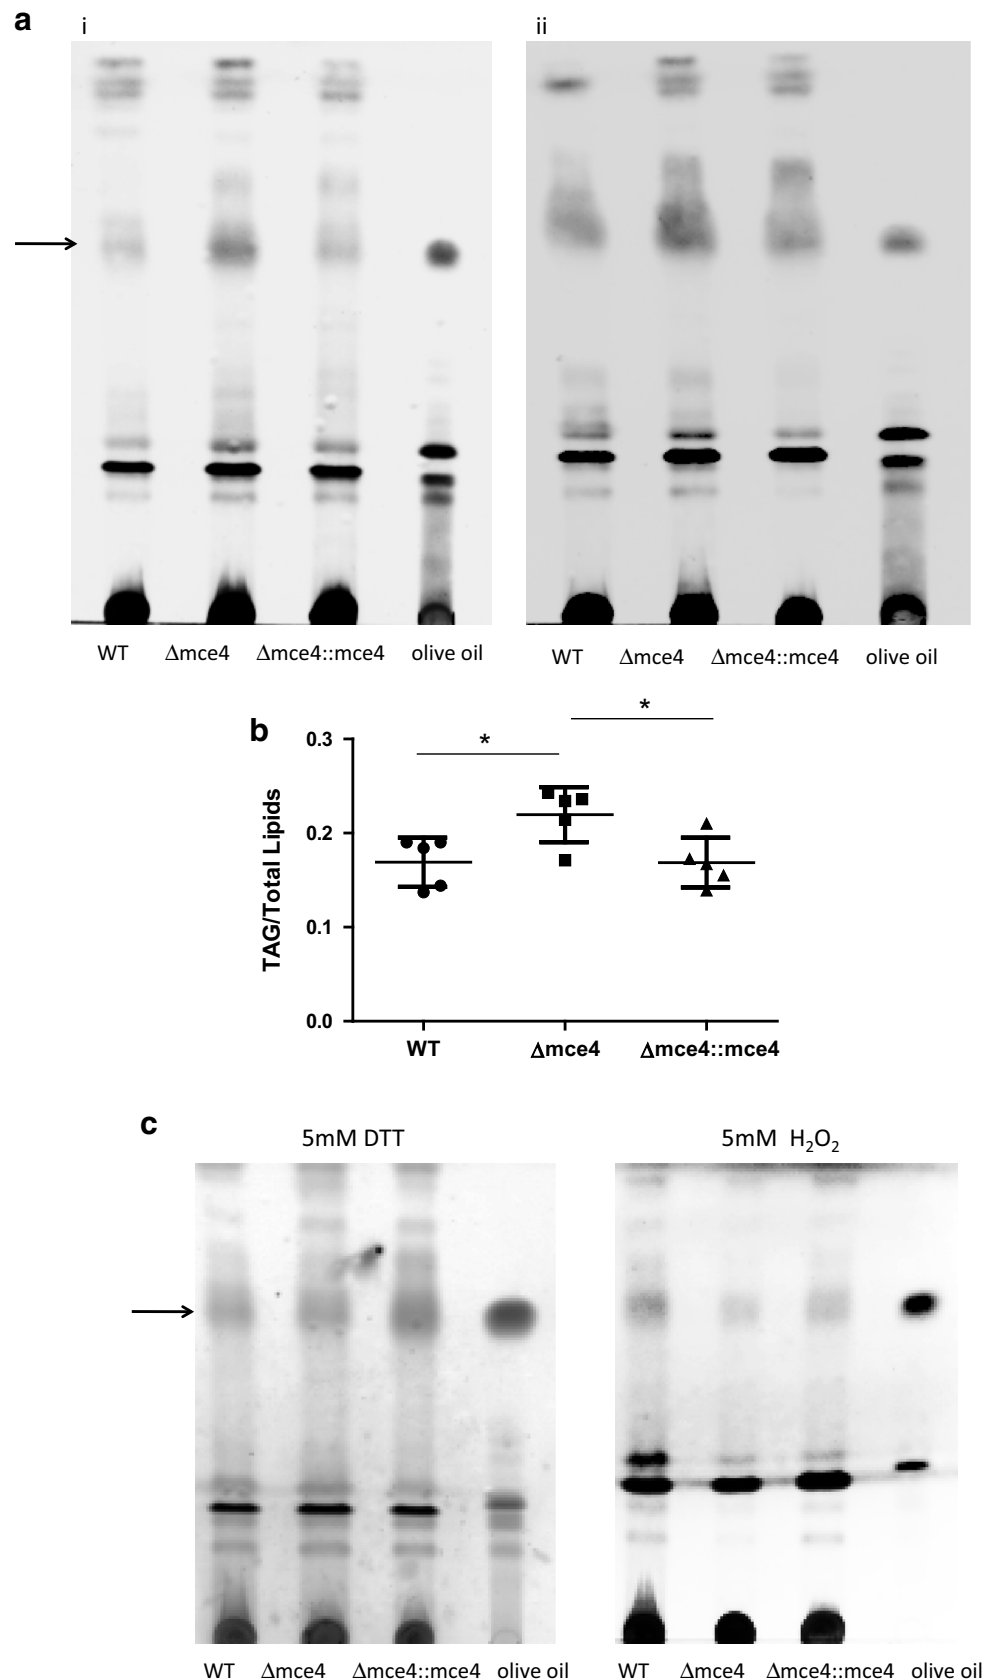 a
i
ii
WT Δmce4 Δmce4::mce4 olive oil
WT Δmce4 Δmce4::mce4 olive oil
b
*
*
TAG/Total Lipids
0.3
0.2
0.1
0.0
WT Δmce4 Δmce4::mce4
c
5mM DTT
5mM H₂O₂
WT Δmce4 Δmce4::mce4 olive oil
WT Δmce4 Δmce4::mce4 olive oil